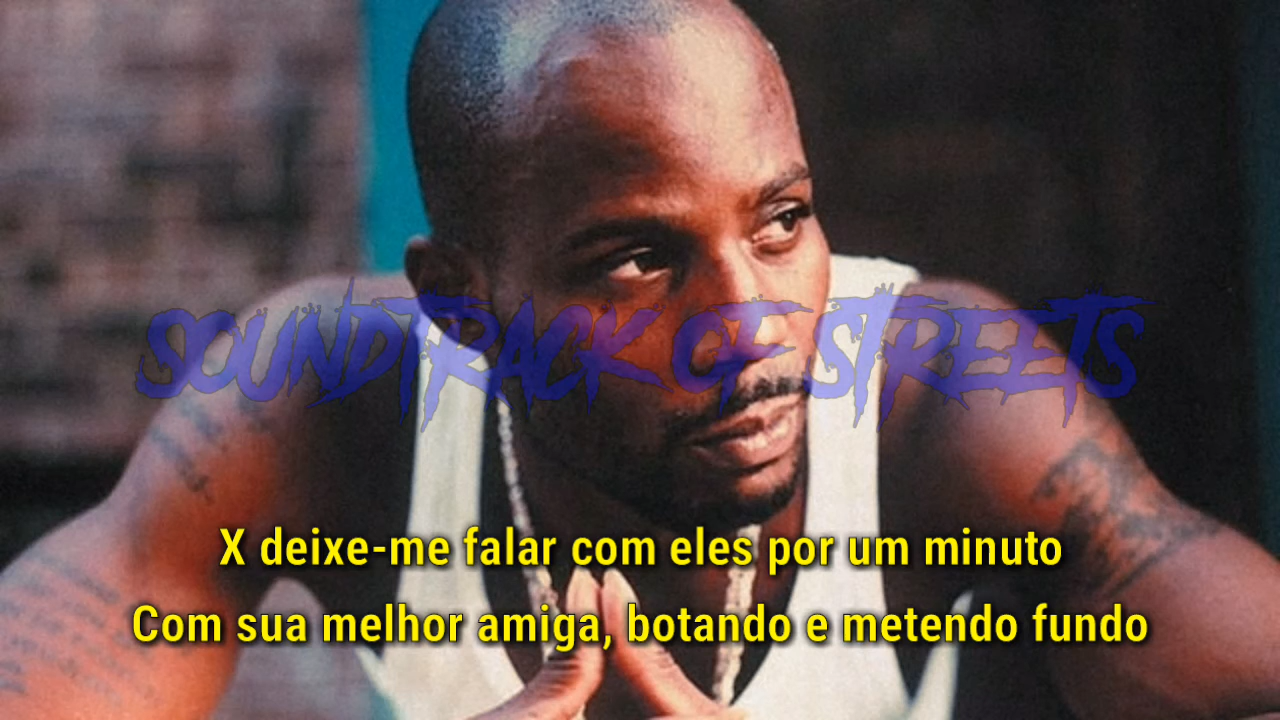 SOUNDTRACK OF STREETS
X deixe-me falar com eles por um minuto
Com sua melhor amiga, botando e metendo fundo